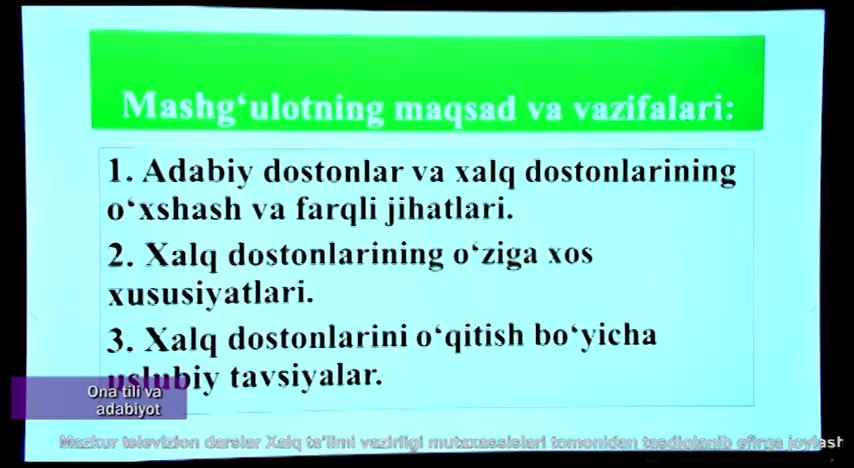 Mashg‘ulotning maqsad va vazifalari:
1. Adabiy dostonlar va xalq dostonlarining
o‘xshash va farqli jihatlari.
2. Xalq dostonlarining o‘ziga xos
xususiyatlari.
3. Xalq dostonlarini o‘qitish bo‘yicha
uslubiy tavsiyalar.
Ona tili va
adabiyot
Mazkur televizion darslar Xalq ta'limi vazirligi mutaxassislari tomonidan tasdiqlanib efirga joylash